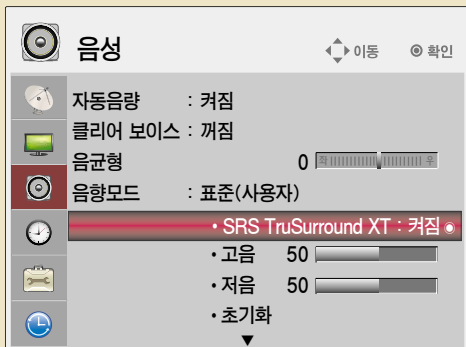 음성 이동 확인
자동음량 : 켜짐
클리어 보이스 : 꺼짐
음균형 0 좌 우
음향모드 : 표준(사용자)
• SRS TruSurround XT : 켜짐
• 고음 50
• 저음 50
• 초기화